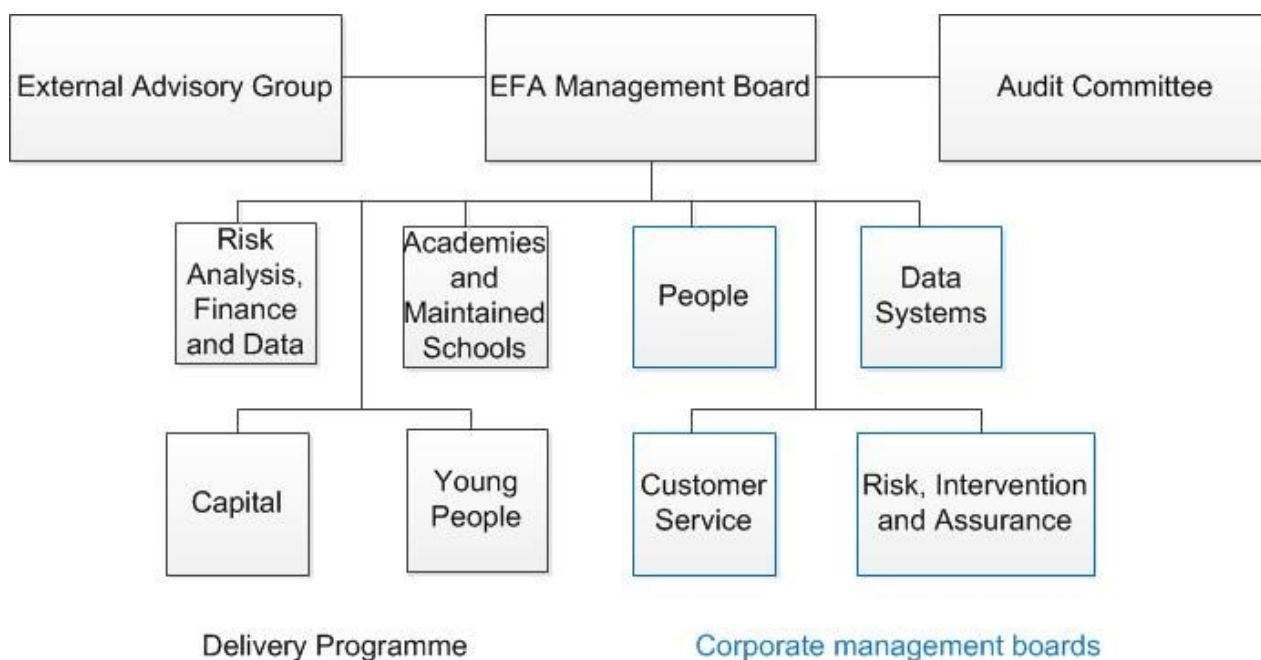 External Advisory Group
EFA Management Board
Audit Committee
Risk
Analysis,
Finance
and Data
Academies
and
Maintained
Schools
People
Data
Systems
Capital
Young
People
Customer
Service
Risk, Intervention
and Assurance
Delivery Programme
Corporate management boards